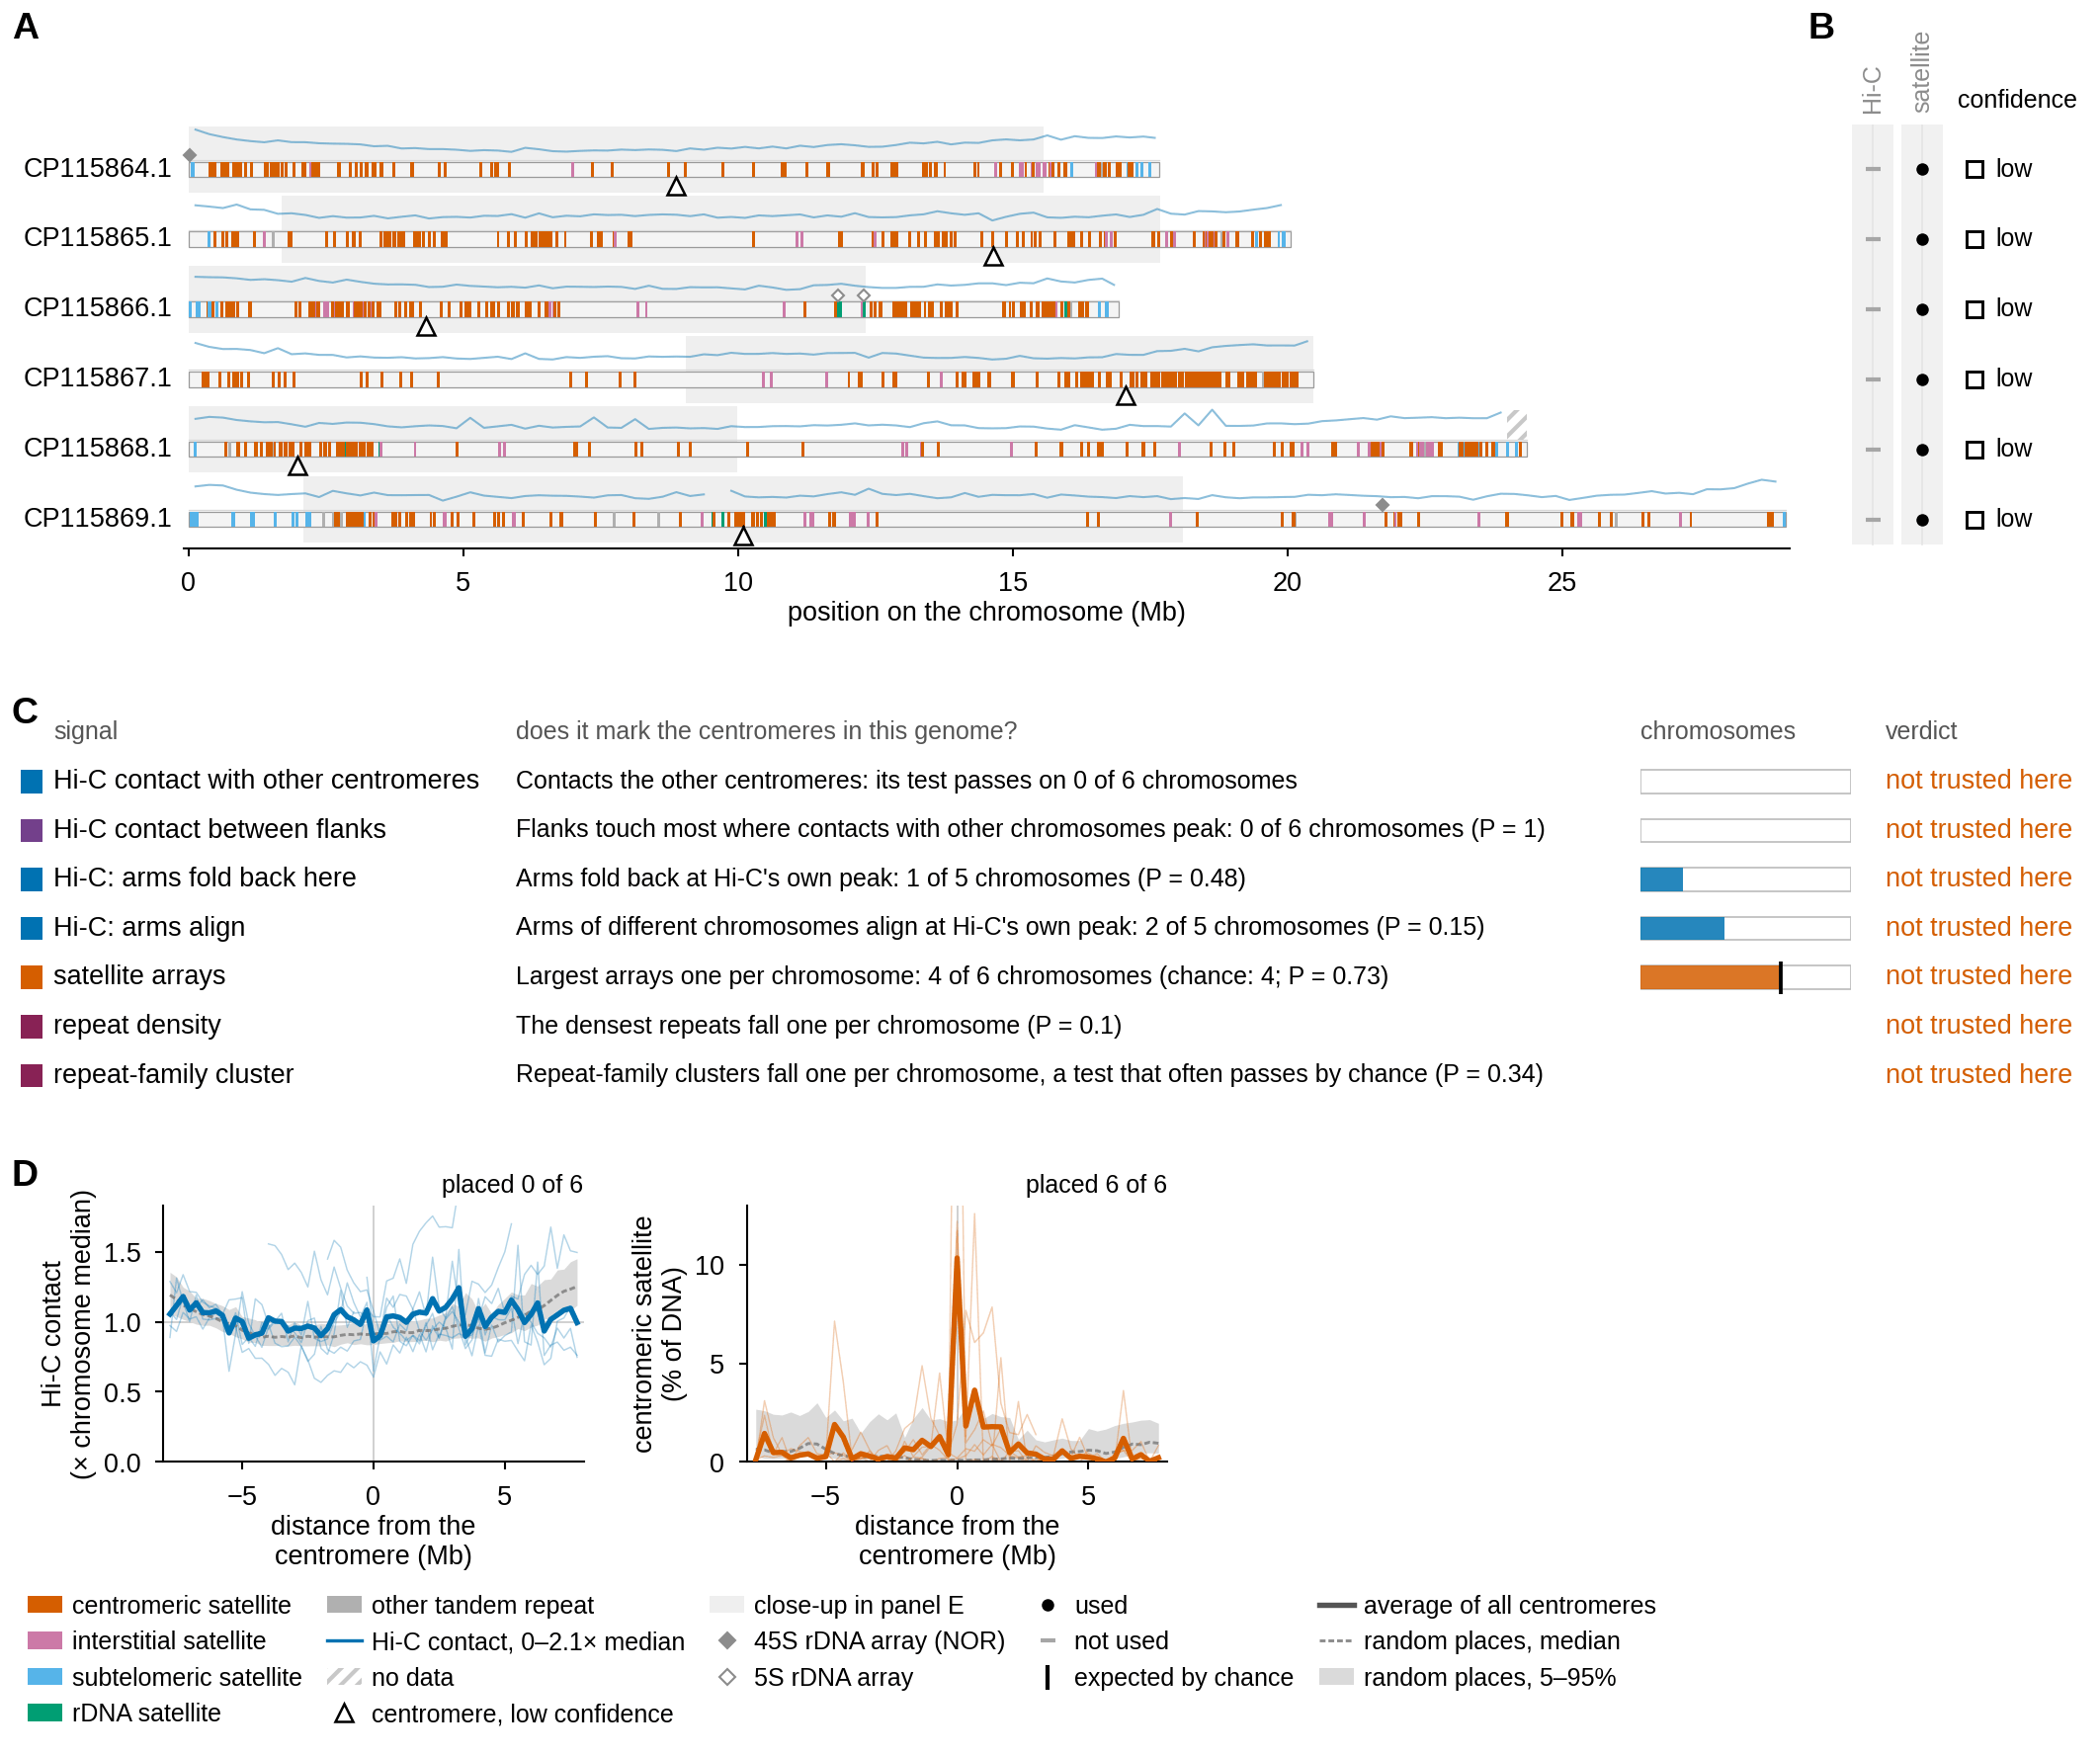 A
B
Hi-C
satellite
confidence
CP115864.1
low
CP115865.1
low
CP115866.1
low
CP115867.1
low
CP115868.1
low
CP115869.1
low
0 5 10 15 20 25
position on the chromosome (Mb)
C
signal does it mark the centromeres in this genome? chromosomes verdict
Hi-C contact with other centromeres Contacts the other centromeres: its test passes on 0 of 6 chromosomes not trusted here
Hi-C contact between flanks Flanks touch most where contacts with other chromosomes peak: 0 of 6 chromosomes (P = 1) not trusted here
Hi-C: arms fold back here Arms fold back at Hi-C's own peak: 1 of 5 chromosomes (P = 0.48) not trusted here
Hi-C: arms align Arms of different chromosomes align at Hi-C's own peak: 2 of 5 chromosomes (P = 0.15) not trusted here
satellite arrays Largest arrays one per chromosome: 4 of 6 chromosomes (chance: 4; P = 0.73) not trusted here
repeat density The densest repeats fall one per chromosome (P = 0.1) not trusted here
repeat-family cluster Repeat-family clusters fall one per chromosome, a test that often passes by chance (P = 0.34) not trusted here
D
placed 0 of 6
Hi-C contact
(× chromosome median)
1.5
1.0
0.5
0.0
−5 0 5
distance from the
centromere (Mb)
placed 6 of 6
centromeric satellite
(% of DNA)
10
5
0
−5 0 5
distance from the
centromere (Mb)
centromeric satellite
interstitial satellite
subtelomeric satellite
rDNA satellite
other tandem repeat
Hi-C contact, 0–2.1× median
no data
centromere, low confidence
close-up in panel E
45S rDNA array (NOR)
5S rDNA array
used
not used
expected by chance
average of all centromeres
random places, median
random places, 5–95%